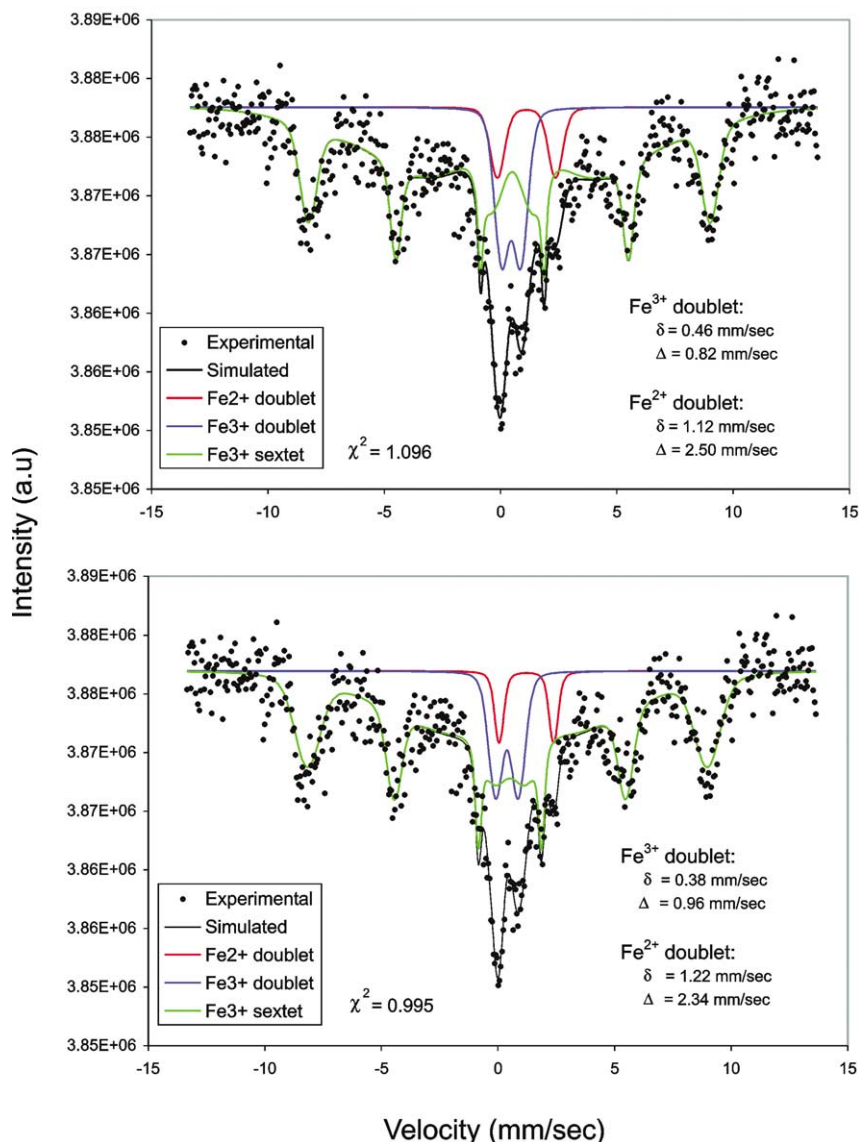 Intensity (a.u)
3.89E+06
3.88E+06
3.88E+06
3.87E+06
3.87E+06
3.86E+06
3.86E+06
3.85E+06
3.85E+06
-15 -10 -5 0 5 10 15
Experimental
Simulated
Fe2+ doublet
Fe3+ doublet
Fe3+ sextet
χ² = 1.096
Fe³⁺ doublet:
δ = 0.46 mm/sec
Δ = 0.82 mm/sec
Fe²⁺ doublet:
δ = 1.12 mm/sec
Δ = 2.50 mm/sec
3.89E+06
3.88E+06
3.88E+06
3.87E+06
3.87E+06
3.86E+06
3.86E+06
3.85E+06
3.85E+06
-15 -10 -5 0 5 10 15
Experimental
Simulated
Fe2+ doublet
Fe3+ doublet
Fe3+ sextet
χ² = 0.995
Fe³⁺ doublet:
δ = 0.38 mm/sec
Δ = 0.96 mm/sec
Fe²⁺ doublet:
δ = 1.22 mm/sec
Δ = 2.34 mm/sec
Velocity (mm/sec)